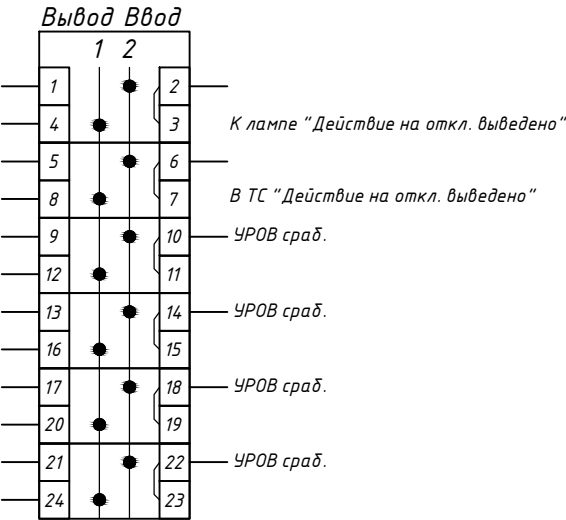 Вывод Ввод
1 2
1 2
4 3 К лампе "Действие на откл. выведено"
5 6
8 7 В ТС "Действие на откл. выведено"
9 10 УРОВ сраб.
12 11
13 14 УРОВ сраб.
16 15
17 18 УРОВ сраб.
20 19
21 22 УРОВ сраб.
24 23